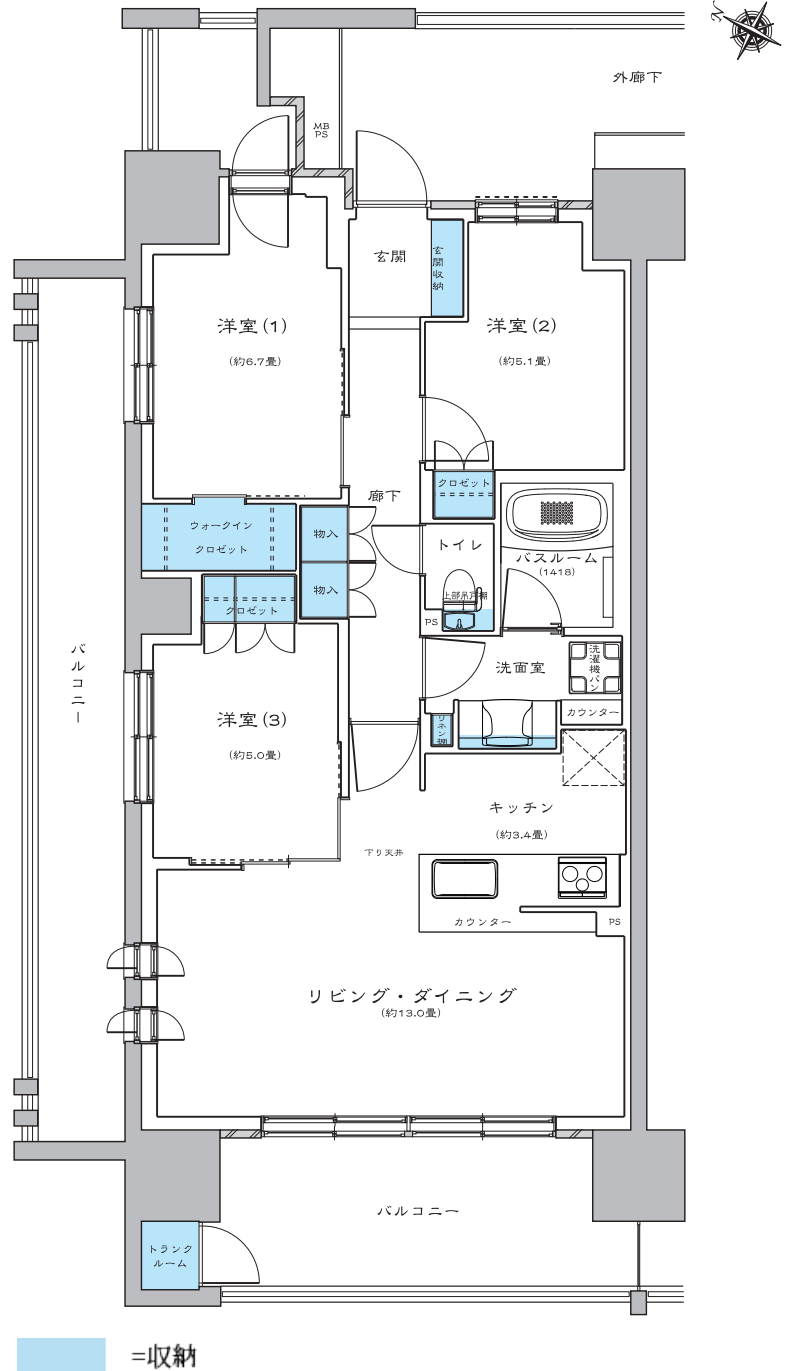 N
外廊下
MB
PS
玄関
玄関収納
洋室(1)
(約6.7畳)
洋室(2)
(約5.1畳)
廊下
クロゼット
ウォークイン
クロゼット
物入
物入
トイレ
上部吊戸棚
バスルーム
(1418)
クロゼット
PS
洗面室
洗濯機パン
カウンター
リネン棚
バルコニー
洋室(3)
(約5.0畳)
キッチン
(約3.4畳)
下り天井
カウンター
PS
リビング・ダイニング
(約13.0畳)
バルコニー
トランク
ルーム
=収納